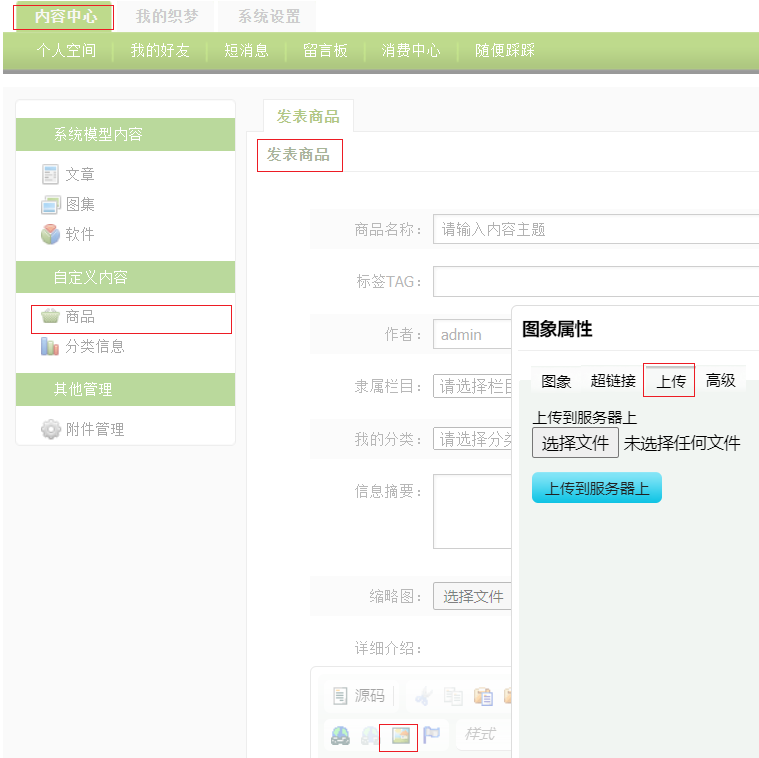 内容中心 我的织梦 系统设置
个人空间 我的好友 短消息 留言板 消费中心 随便踩踩
系统模型内容
文章
图集
软件
自定义内容
商品
分类信息
其他管理
附件管理
发表商品
发表商品
商品名称： 请输入内容主题
标签TAG：
作者： admin
隶属栏目： 请选择栏目
我的分类： 请选择分类
信息摘要：
缩略图： 选择文件
详细介绍：
源码
样式
图象属性
图象 超链接 上传 高级
上传到服务器上
选择文件 未选择任何文件
上传到服务器上